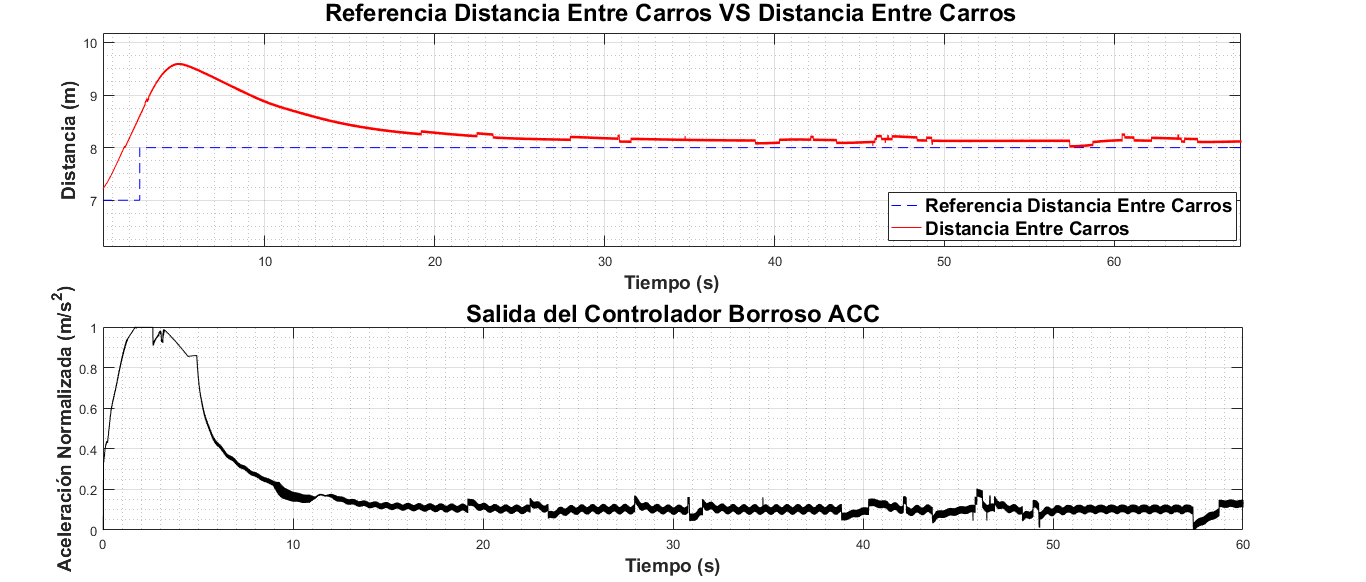 Referencia Distancia Entre Carros VS Distancia Entre Carros
Distancia (m)
10
9
8
7
Referencia Distancia Entre Carros
Distancia Entre Carros
10
20
30
40
50
60
Tiempo (s)
Salida del Controlador Borroso ACC
Aceleración Normalizada (m/s²)
1
0.8
0.6
0.4
0.2
0
0
10
20
30
40
50
60
Tiempo (s)